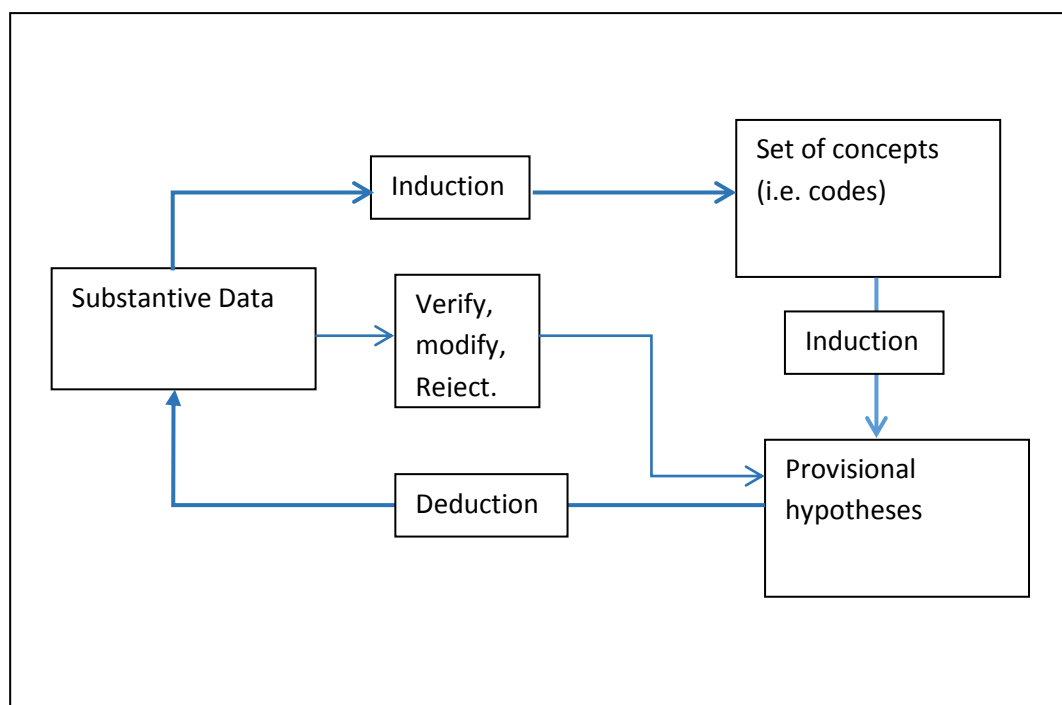 Induction
Set of concepts
(i.e. codes)
Substantive Data
Verify,
modify,
Reject.
Induction
Deduction
Provisional
hypotheses